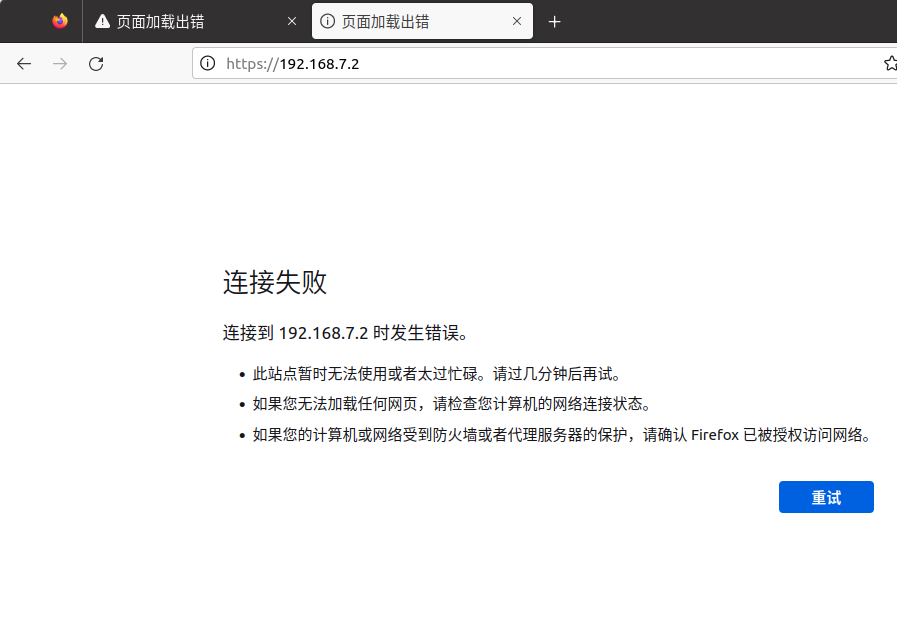 页面加载出错
页面加载出错
https://192.168.7.2
连接失败
连接到 192.168.7.2 时发生错误。
此站点暂时无法使用或者太过忙碌。请过几分钟后再试。
如果您无法加载任何网页，请检查您计算机的网络连接状态。
如果您的计算机或网络受到防火墙或者代理服务器的保护，请确认 Firefox 已被授权访问网络。
重试